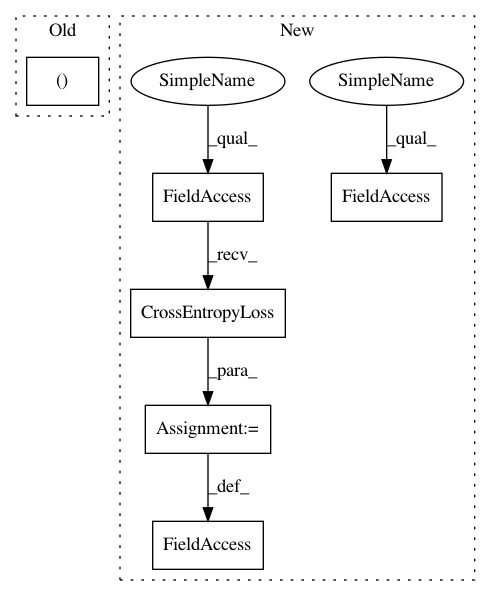 Old
New
()
SimpleName
SimpleName
_qual_
_qual_
FieldAccess
FieldAccess
_recv_
CrossEntropyLoss
_para_
Assignment:=
_def_
FieldAccess